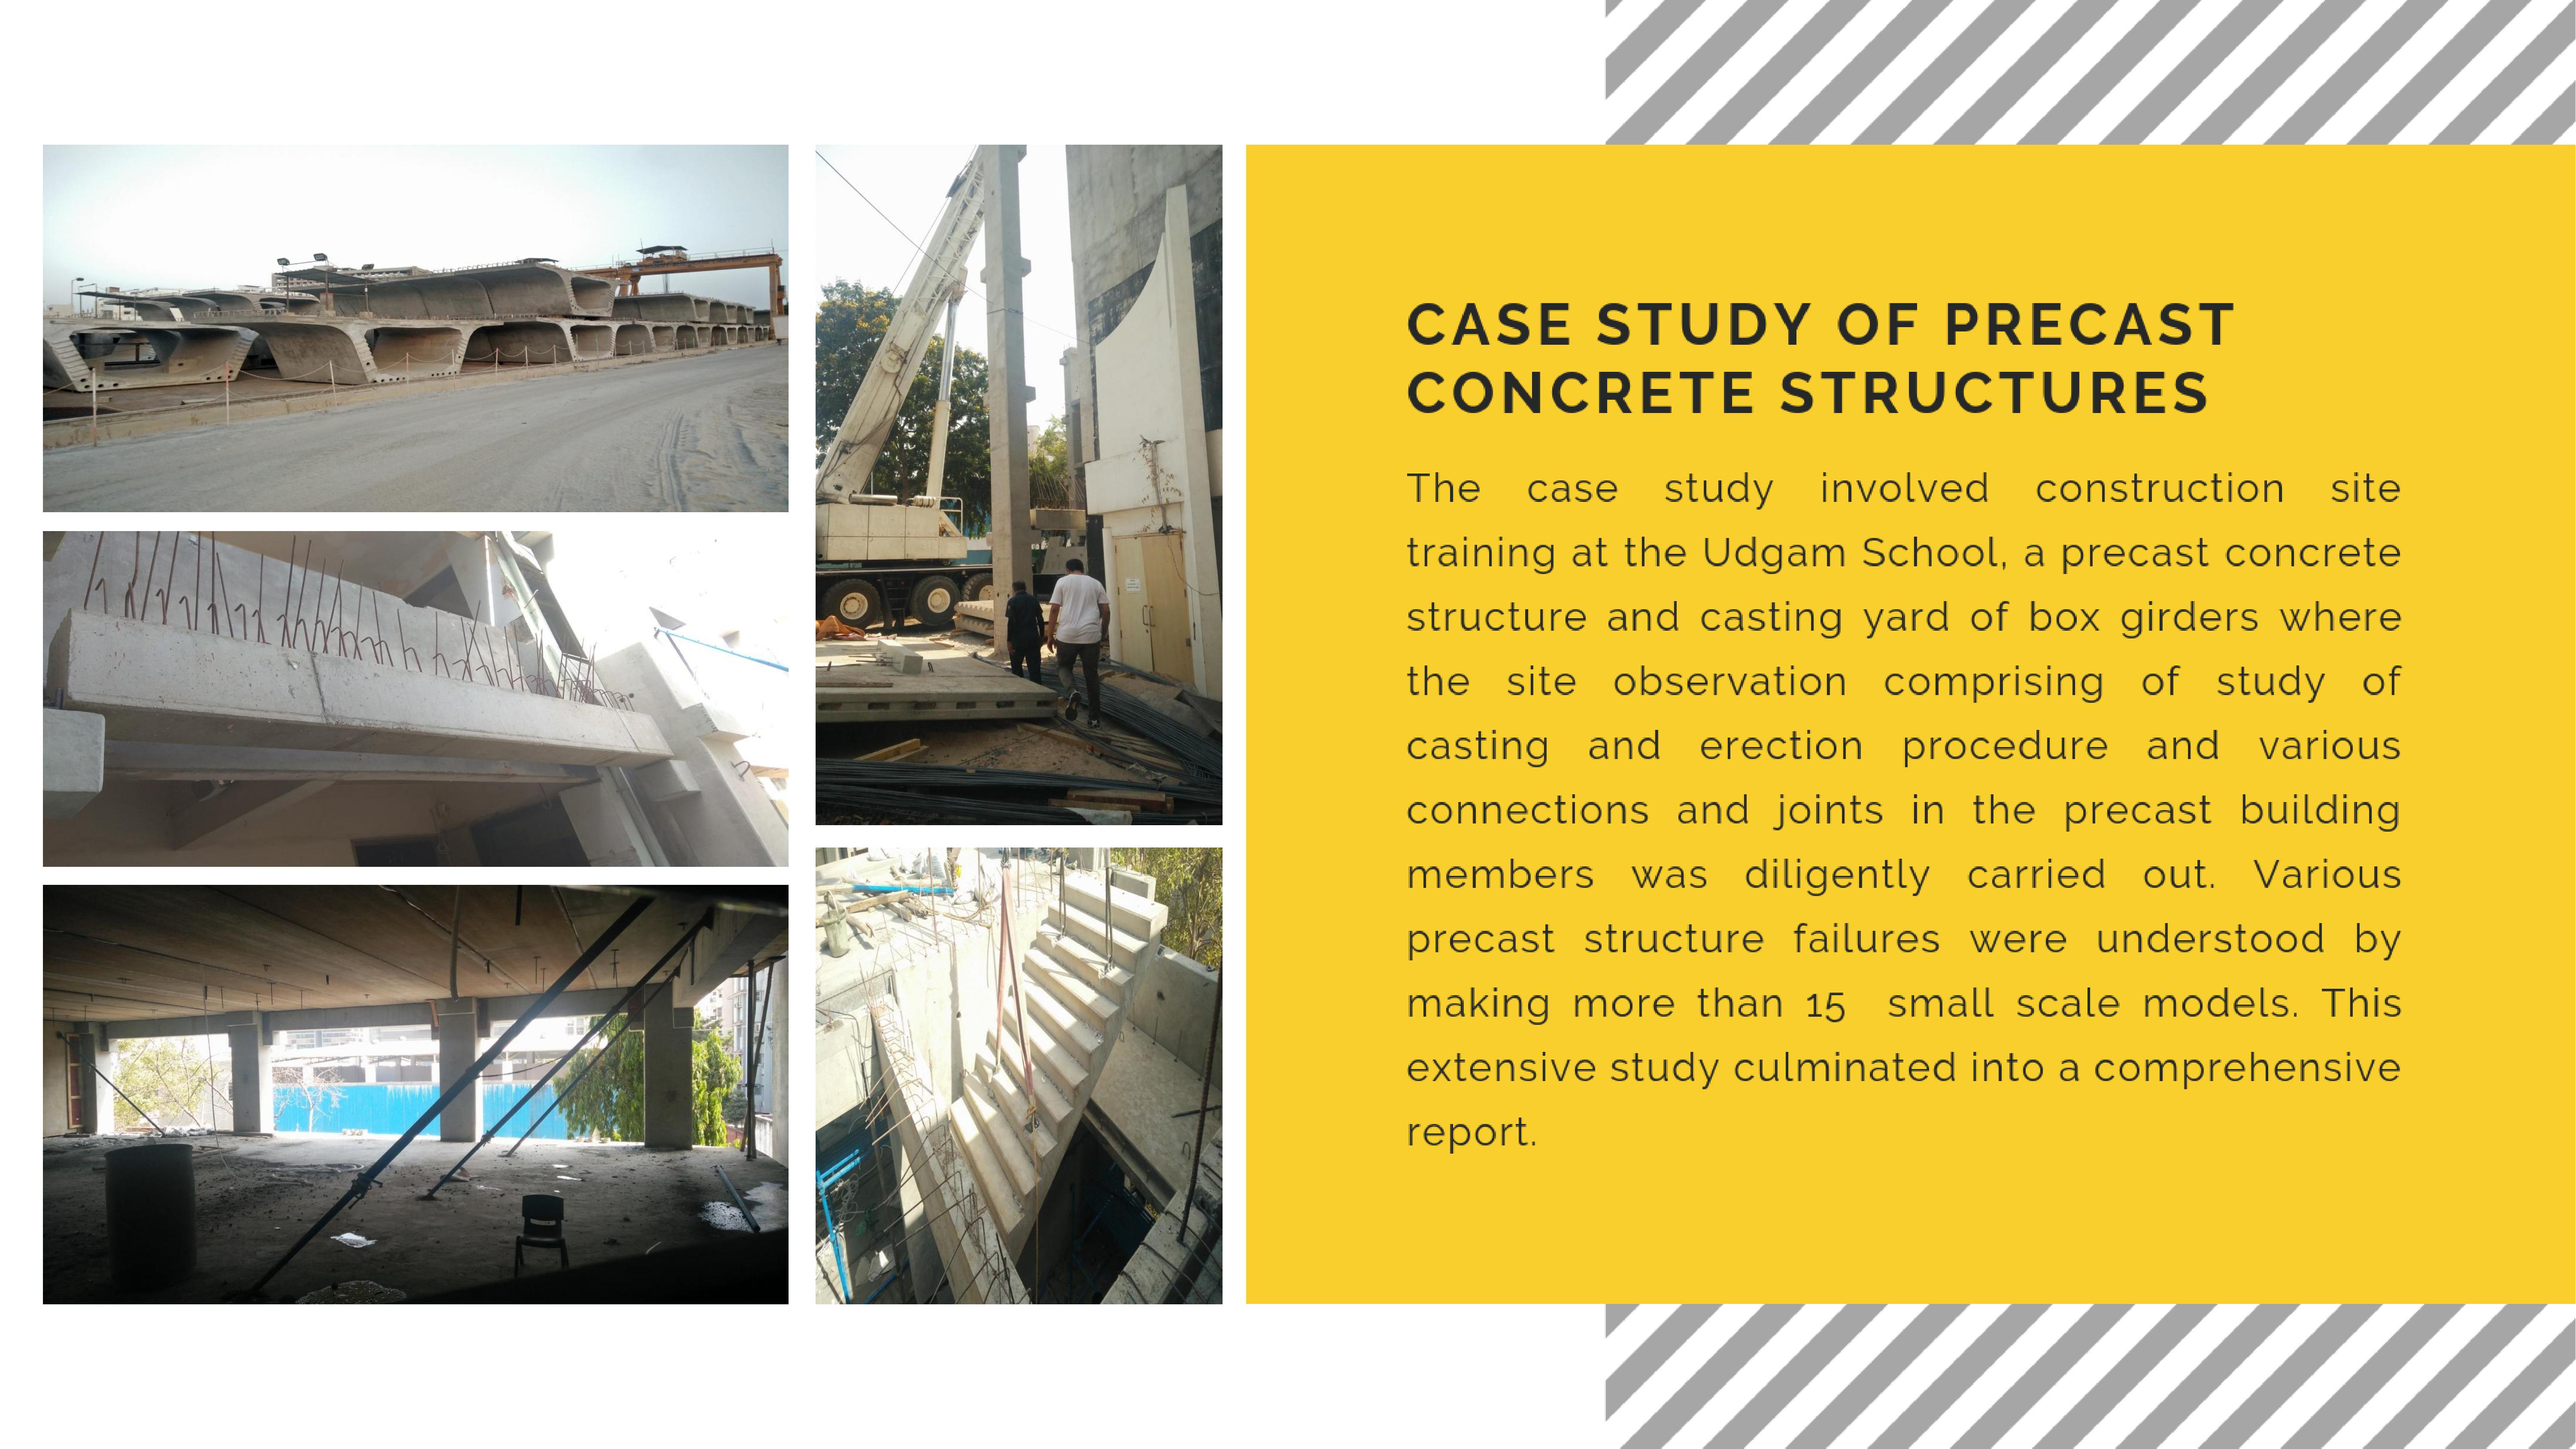 CASE STUDY OF PRECAST
CONCRETE STRUCTURES
The case study involved construction site
training at the Udgam School, a precast concrete
structure and casting yard of box girders where
the site observation comprising of study of
casting and erection procedure and various
connections and joints in the precast building
members was diligently carried out. Various
precast structure failures were understood by
making more than 15 small scale models. This
extensive study culminated into a comprehensive
report.